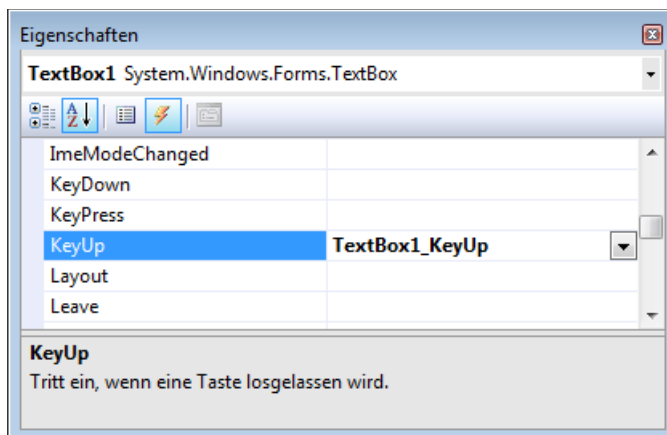 Eigenschaften
TextBox1 System.Windows.Forms.TextBox
ImeModeChanged
KeyDown
KeyPress
KeyUp TextBox1_KeyUp
Layout
Leave
KeyUp
Tritt ein, wenn eine Taste losgelassen wird.